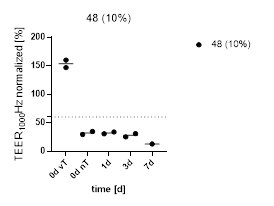 48 (10%)
TEER1000Hz normalized [%]
200
150
100
50
0
48 (10%)
0d vT
0d nT
1d
3d
7d
time [d]